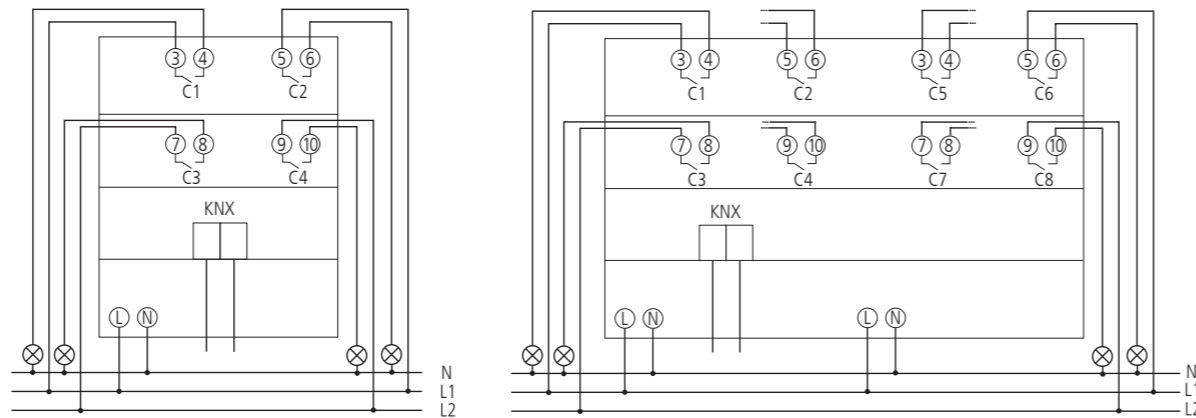 3 4 5 6
C1 C2
7 8 9 10
C3 C4
KNX
L N
N
L1
L2
3 4 5 6 3 4 5 6
C1 C2 C5 C6
7 8 9 10 7 8 9 10
C3 C4 C7 C8
KNX
L N L N
N
L1
L2